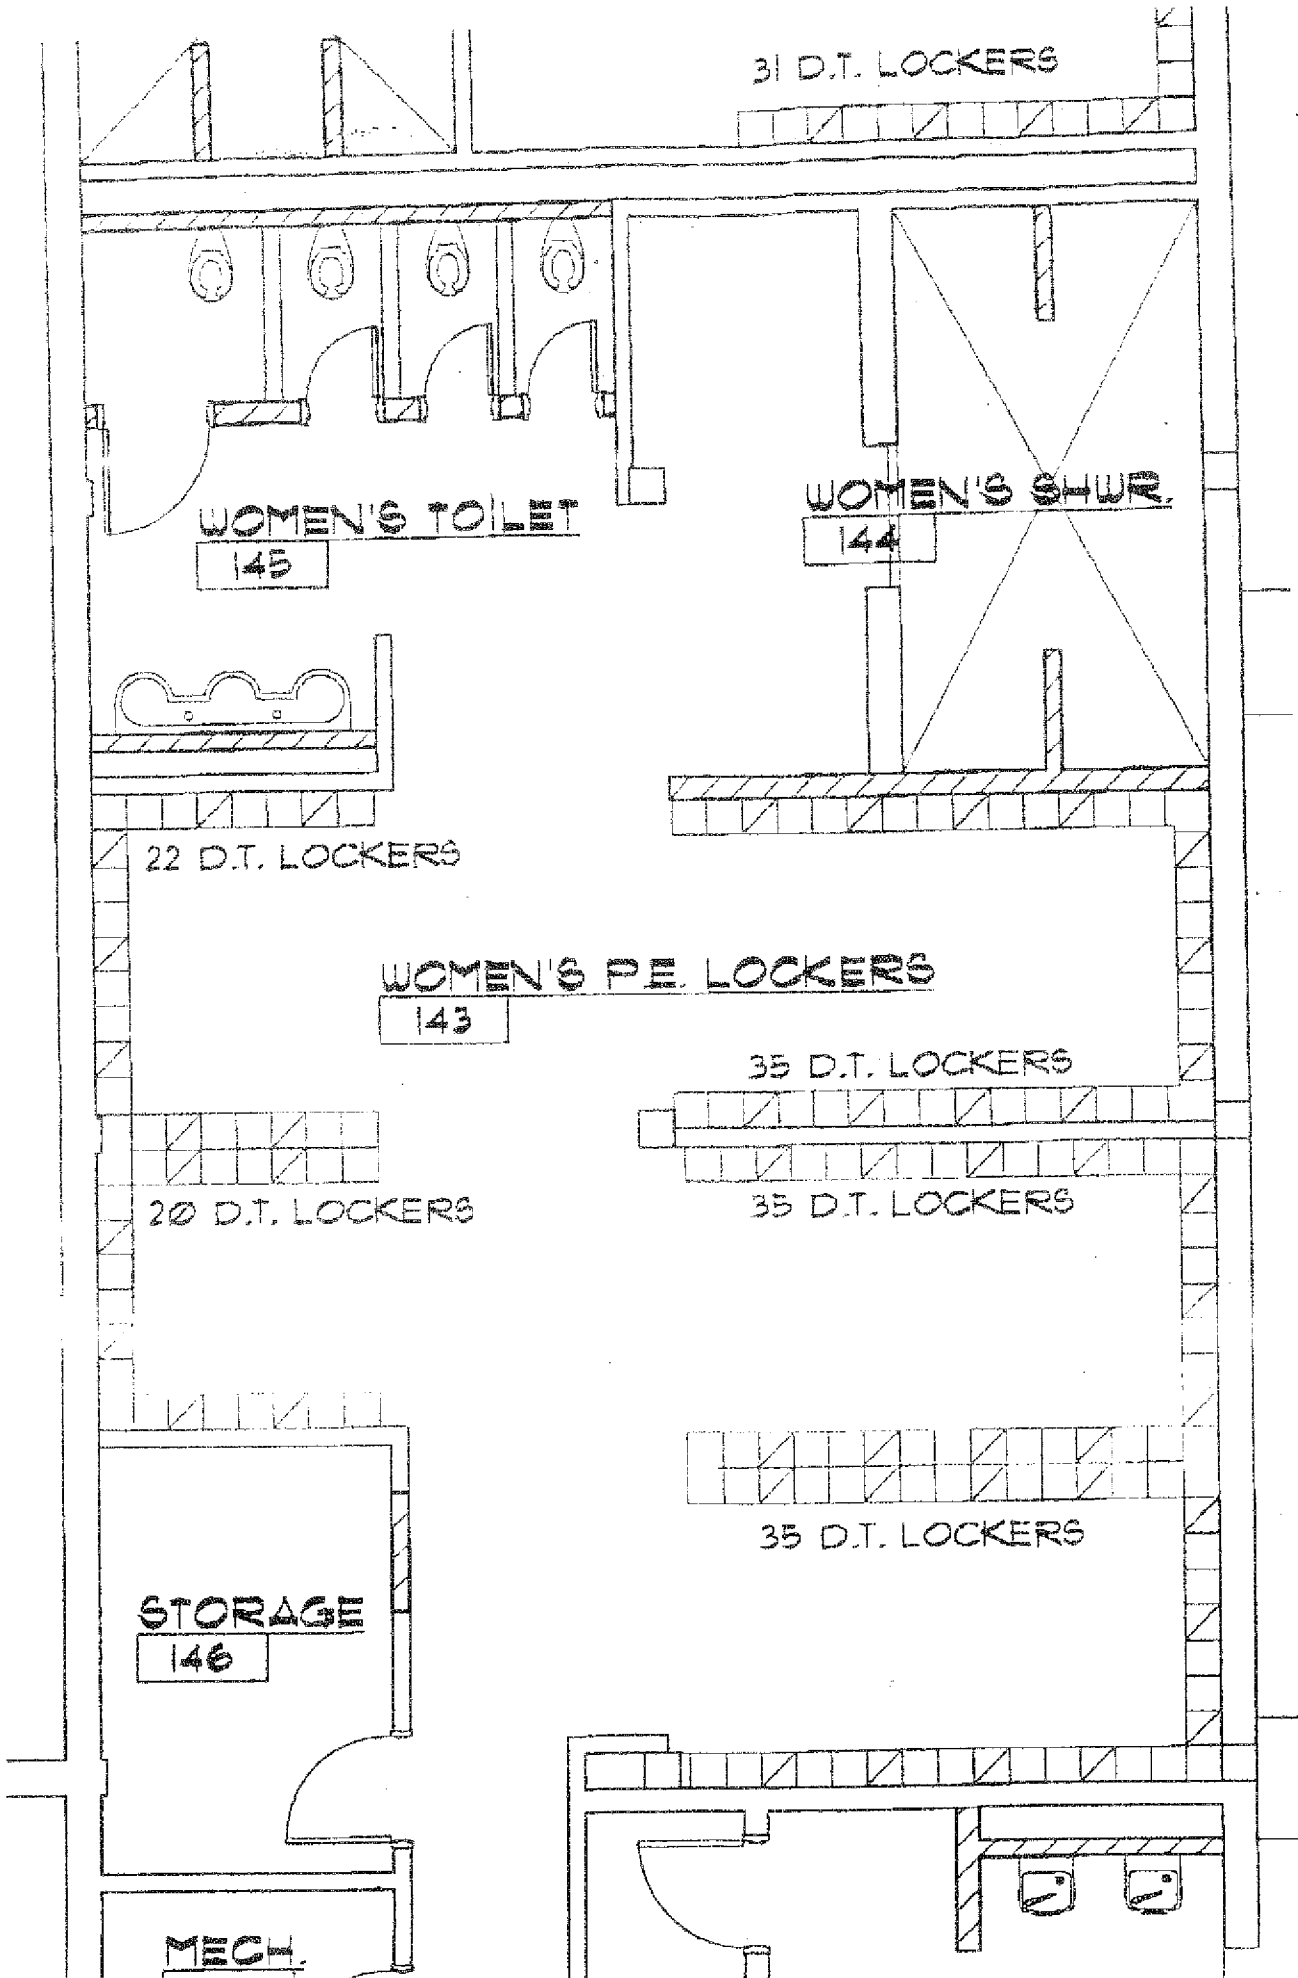 31 D.T. LOCKERS
WOMEN'S SHWR.
144
WOMEN'S TOILET
145
22 D.T. LOCKERS
WOMEN'S P.E. LOCKERS
143
35 D.T. LOCKERS
20 D.T. LOCKERS
35 D.T. LOCKERS
35 D.T. LOCKERS
STORAGE
146
MECH.